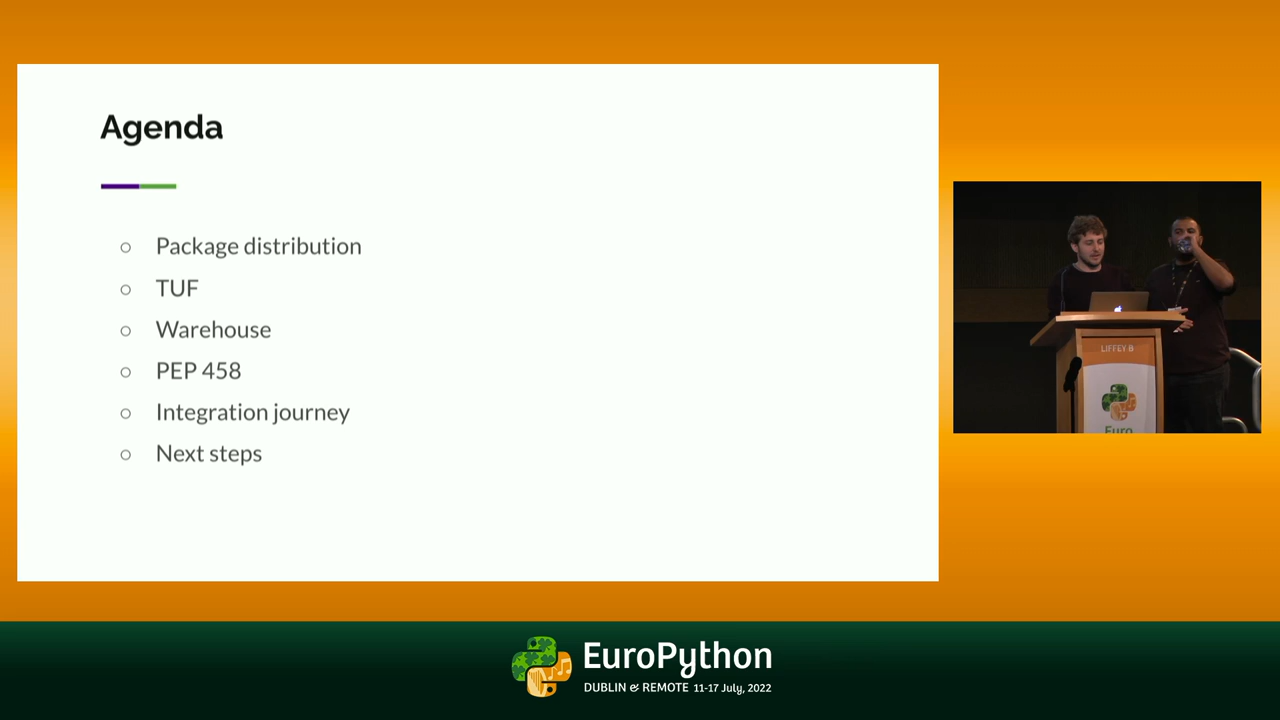 Agenda
Package distribution
TUF
Warehouse
PEP 458
Integration journey
Next steps
LIFFEY B
Euro
EuroPython
DUBLIN & REMOTE 11-17 July, 2022